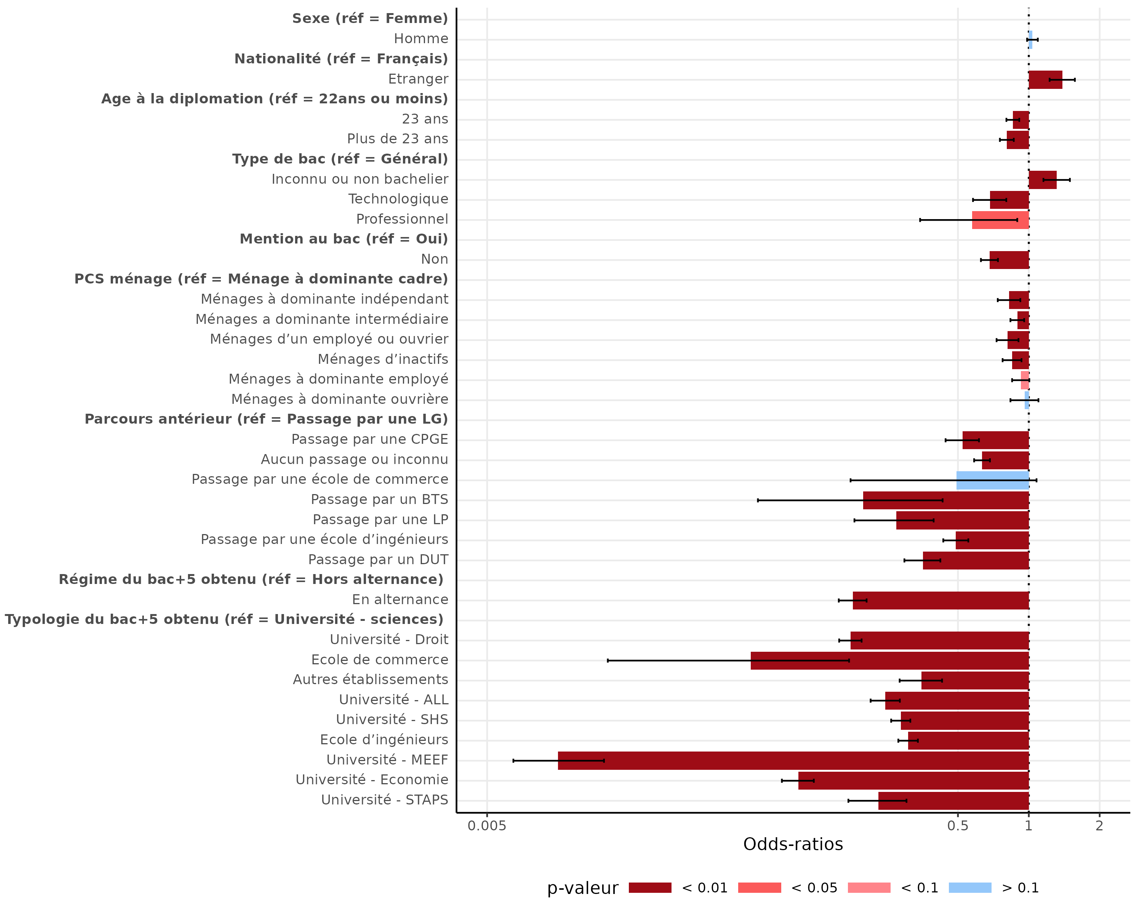 Sexe (réf = Femme)
Homme
Nationalité (réf = Français)
Etranger
Age à la diplomation (réf = 22ans ou moins)
23 ans
Plus de 23 ans
Type de bac (réf = Général)
Inconnu ou non bachelier
Technologique
Professionnel
Mention au bac (réf = Oui)
Non
PCS ménage (réf = Ménage à dominante cadre)
Ménages à dominante indépendant
Ménages a dominante intermédiaire
Ménages d’un employé ou ouvrier
Ménages d’inactifs
Ménages à dominante employé
Ménages à dominante ouvrière
Parcours antérieur (réf = Passage par une LG)
Passage par une CPGE
Aucun passage ou inconnu
Passage par une école de commerce
Passage par un BTS
Passage par une LP
Passage par une école d’ingénieurs
Passage par un DUT
Régime du bac+5 obtenu (réf = Hors alternance)
En alternance
Typologie du bac+5 obtenu (réf = Université - sciences)
Université - Droit
Ecole de commerce
Autres établissements
Université - ALL
Université - SHS
Ecole d’ingénieurs
Université - MEEF
Université - Economie
Université - STAPS
0.005 0.5 1 2
Odds-ratios
p-valeur < 0.01 < 0.05 < 0.1 > 0.1